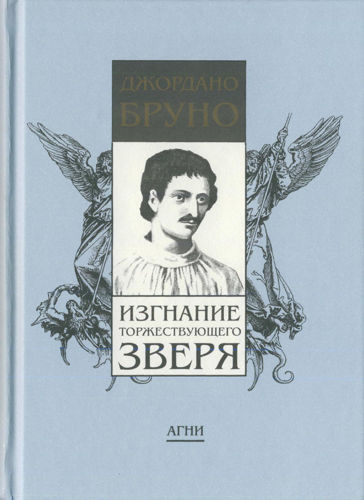 ДЖОРДАНО
БРУНО
ИЗГНАНИЕ
ТОРЖЕСТВУЮЩЕГО
ЗВЕРЯ
АГНИ